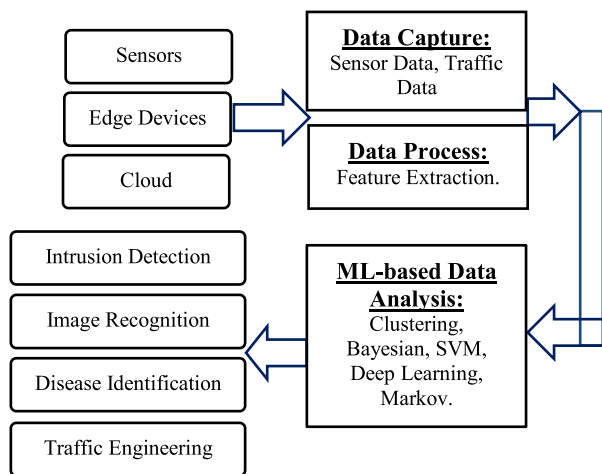 Sensors
Edge Devices
Cloud
Data Capture:
Sensor Data, Traffic
Data
Data Process:
Feature Extraction.
ML-based Data
Analysis:
Clustering,
Bayesian, SVM,
Deep Learning,
Markov.
Intrusion Detection
Image Recognition
Disease Identification
Traffic Engineering